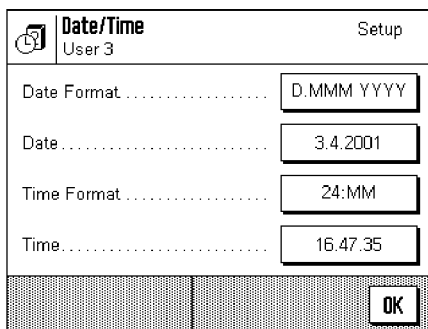 Date/Time
Setup
User 3
Date Format.................. D.MMM YYYY
Date......................... 3.4.2001
Time Format.................. 24:MM
Time......................... 16.47.35
OK